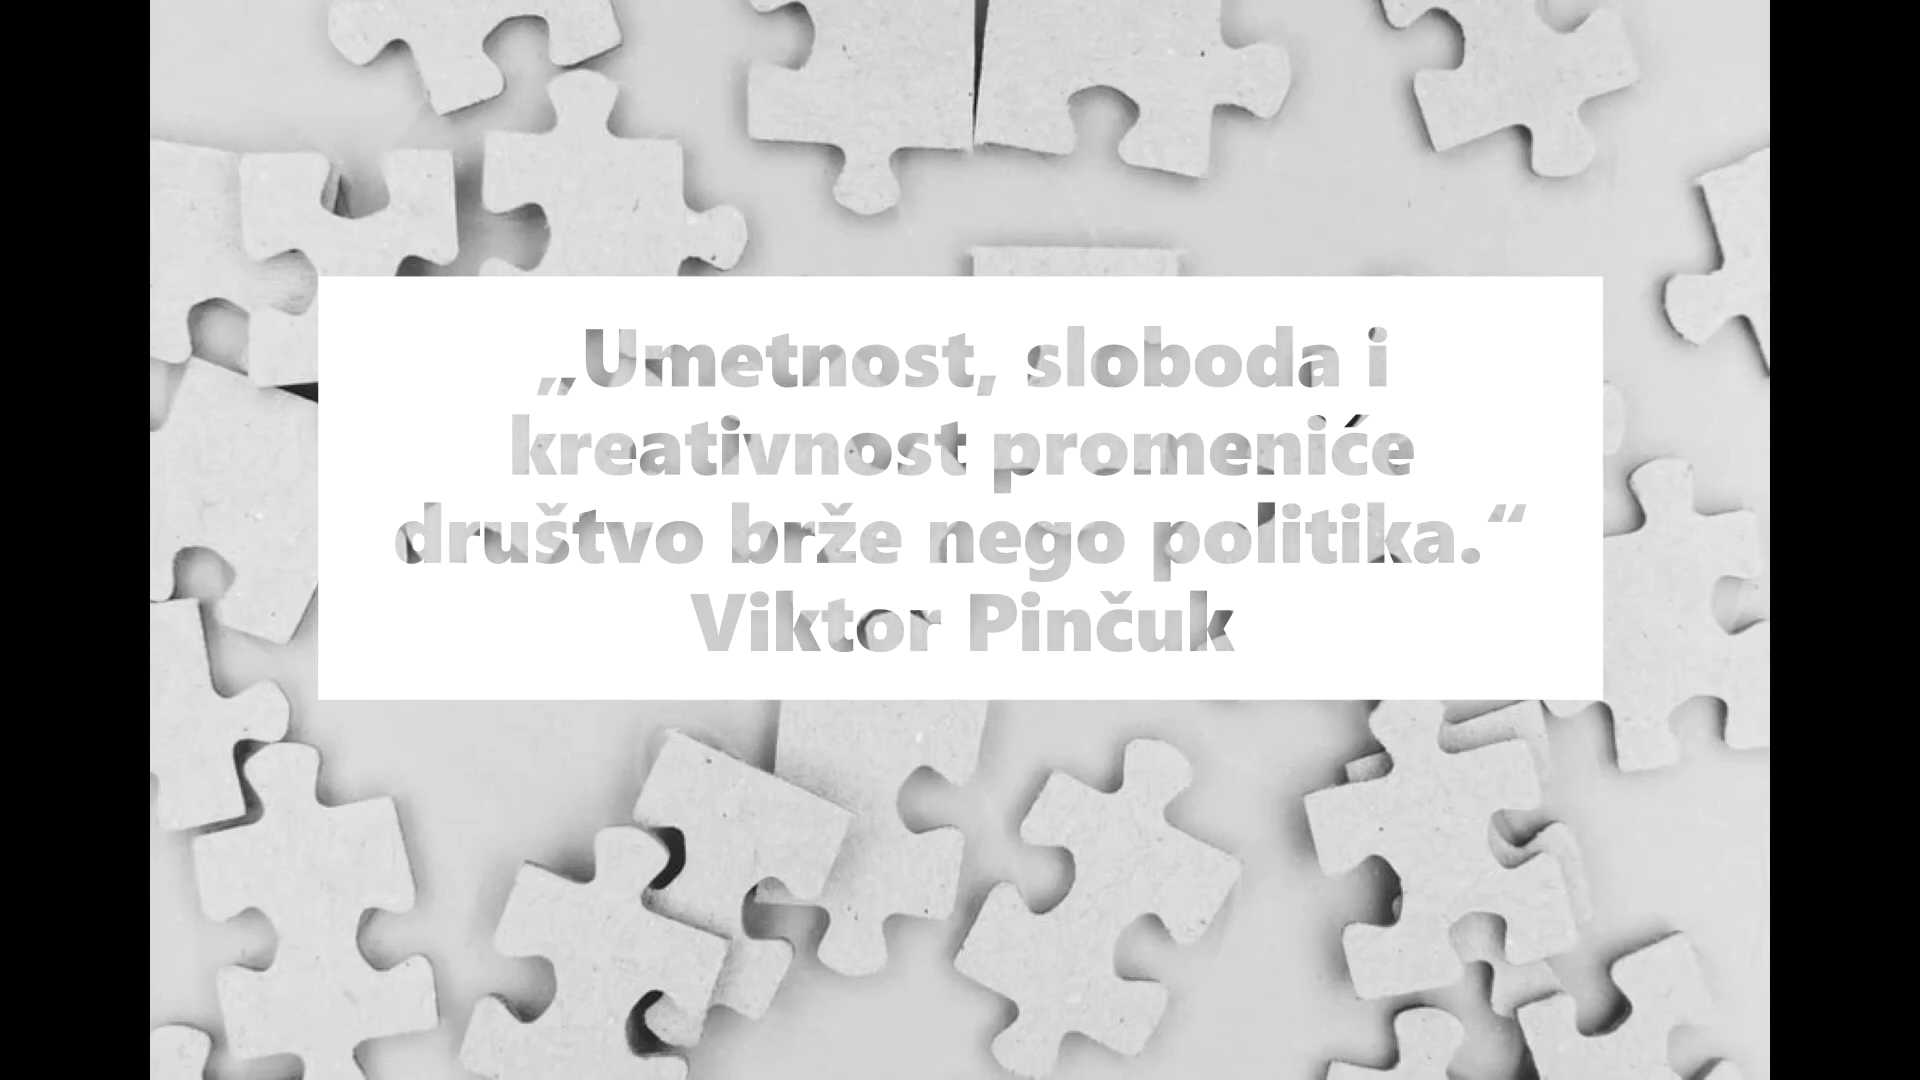 „Umetnost, sloboda i
kreativnost promeniće
društvo brže nego politika.“
Viktor Pinčuk